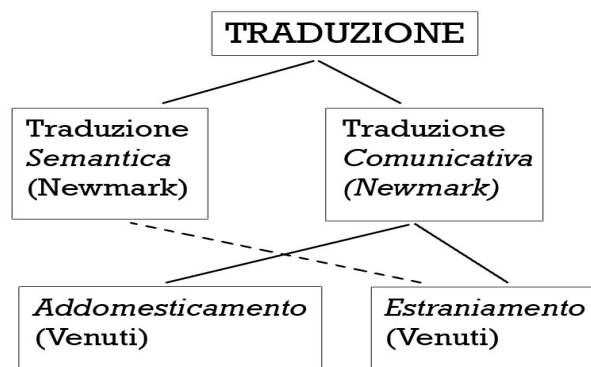 TRADUZIONE
Traduzione
Semantica
(Newmark)
Traduzione
Comunicativa
(Newmark)
Addomesticamento
(Venuti)
Estraniamento
(Venuti)